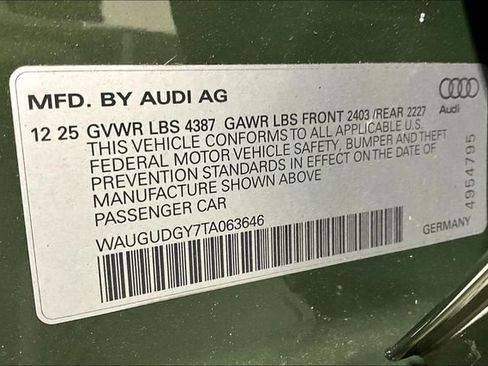 MFD. BY AUDI AG
Audi
12 25 GVWR LBS 4387 GAWR LBS FRONT 2403 /REAR 2227
THIS VEHICLE CONFORMS TO ALL APPLICABLE U.S.
FEDERAL MOTOR VEHICLE SAFETY, BUMPER AND THEFT
PREVENTION STANDARDS IN EFFECT ON THE DATE OF
MANUFACTURE SHOWN ABOVE
PASSENGER CAR
WAUGUDGY7TA063646
GERMANY
4954795